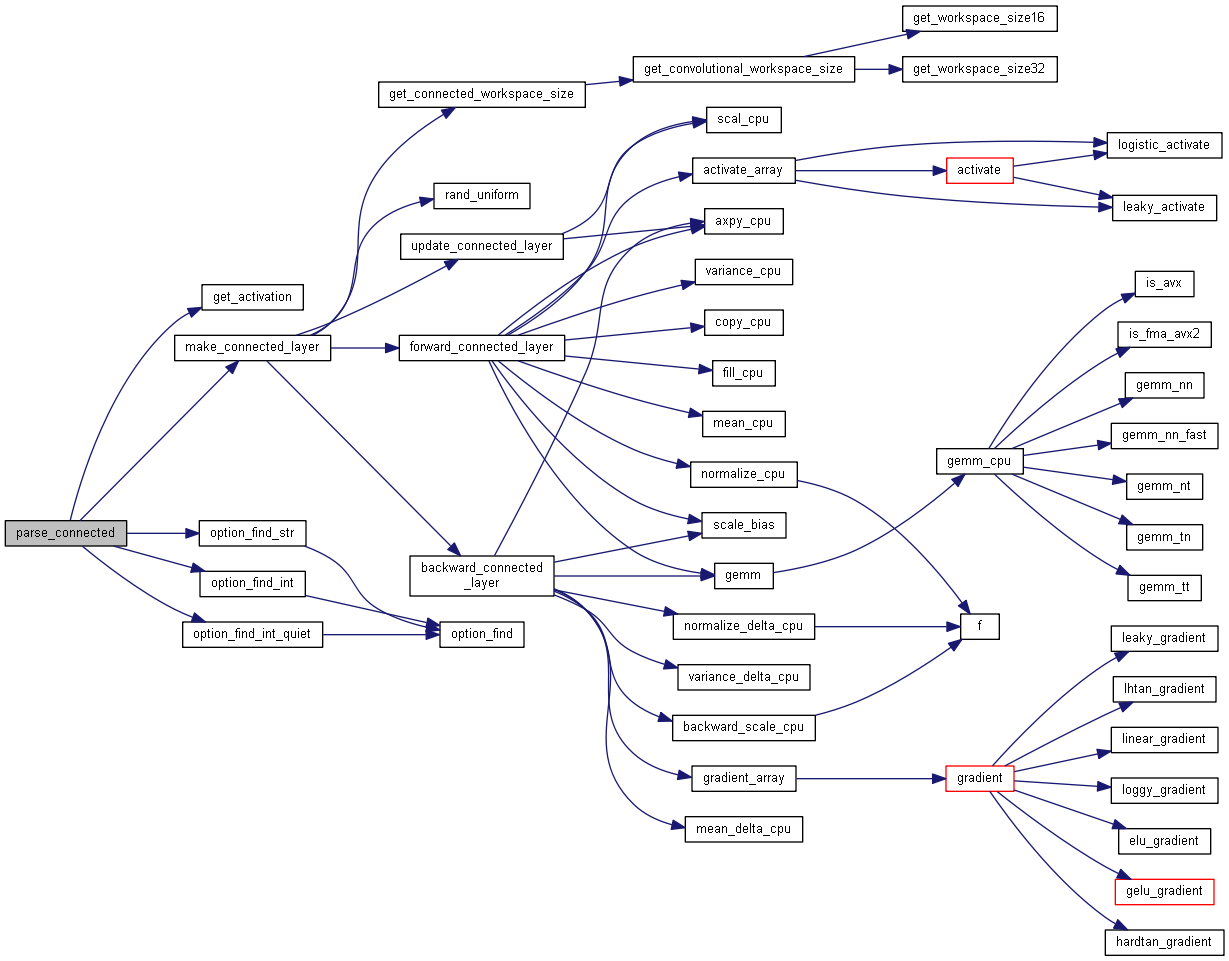 get_workspace_size16
get_convolutional_workspace_size
get_workspace_size32
get_connected_workspace_size
scal_cpu
logistic_activate
activate_array
activate
rand_uniform
leaky_activate
axpy_cpu
update_connected_layer
variance_cpu
is_avx
get_activation
copy_cpu
is_fma_avx2
make_connected_layer
forward_connected_layer
fill_cpu
gemm_nn
mean_cpu
gemm_nn_fast
gemm_cpu
normalize_cpu
gemm_nt
parse_connected
option_find_str
scale_bias
gemm_tn
backward_connected
_layer
gemm
option_find_int
gemm_tt
option_find_int_quiet
option_find
normalize_delta_cpu
f
leaky_gradient
variance_delta_cpu
lhtan_gradient
backward_scale_cpu
linear_gradient
gradient_array
gradient
loggy_gradient
mean_delta_cpu
elu_gradient
gelu_gradient
hardtan_gradient